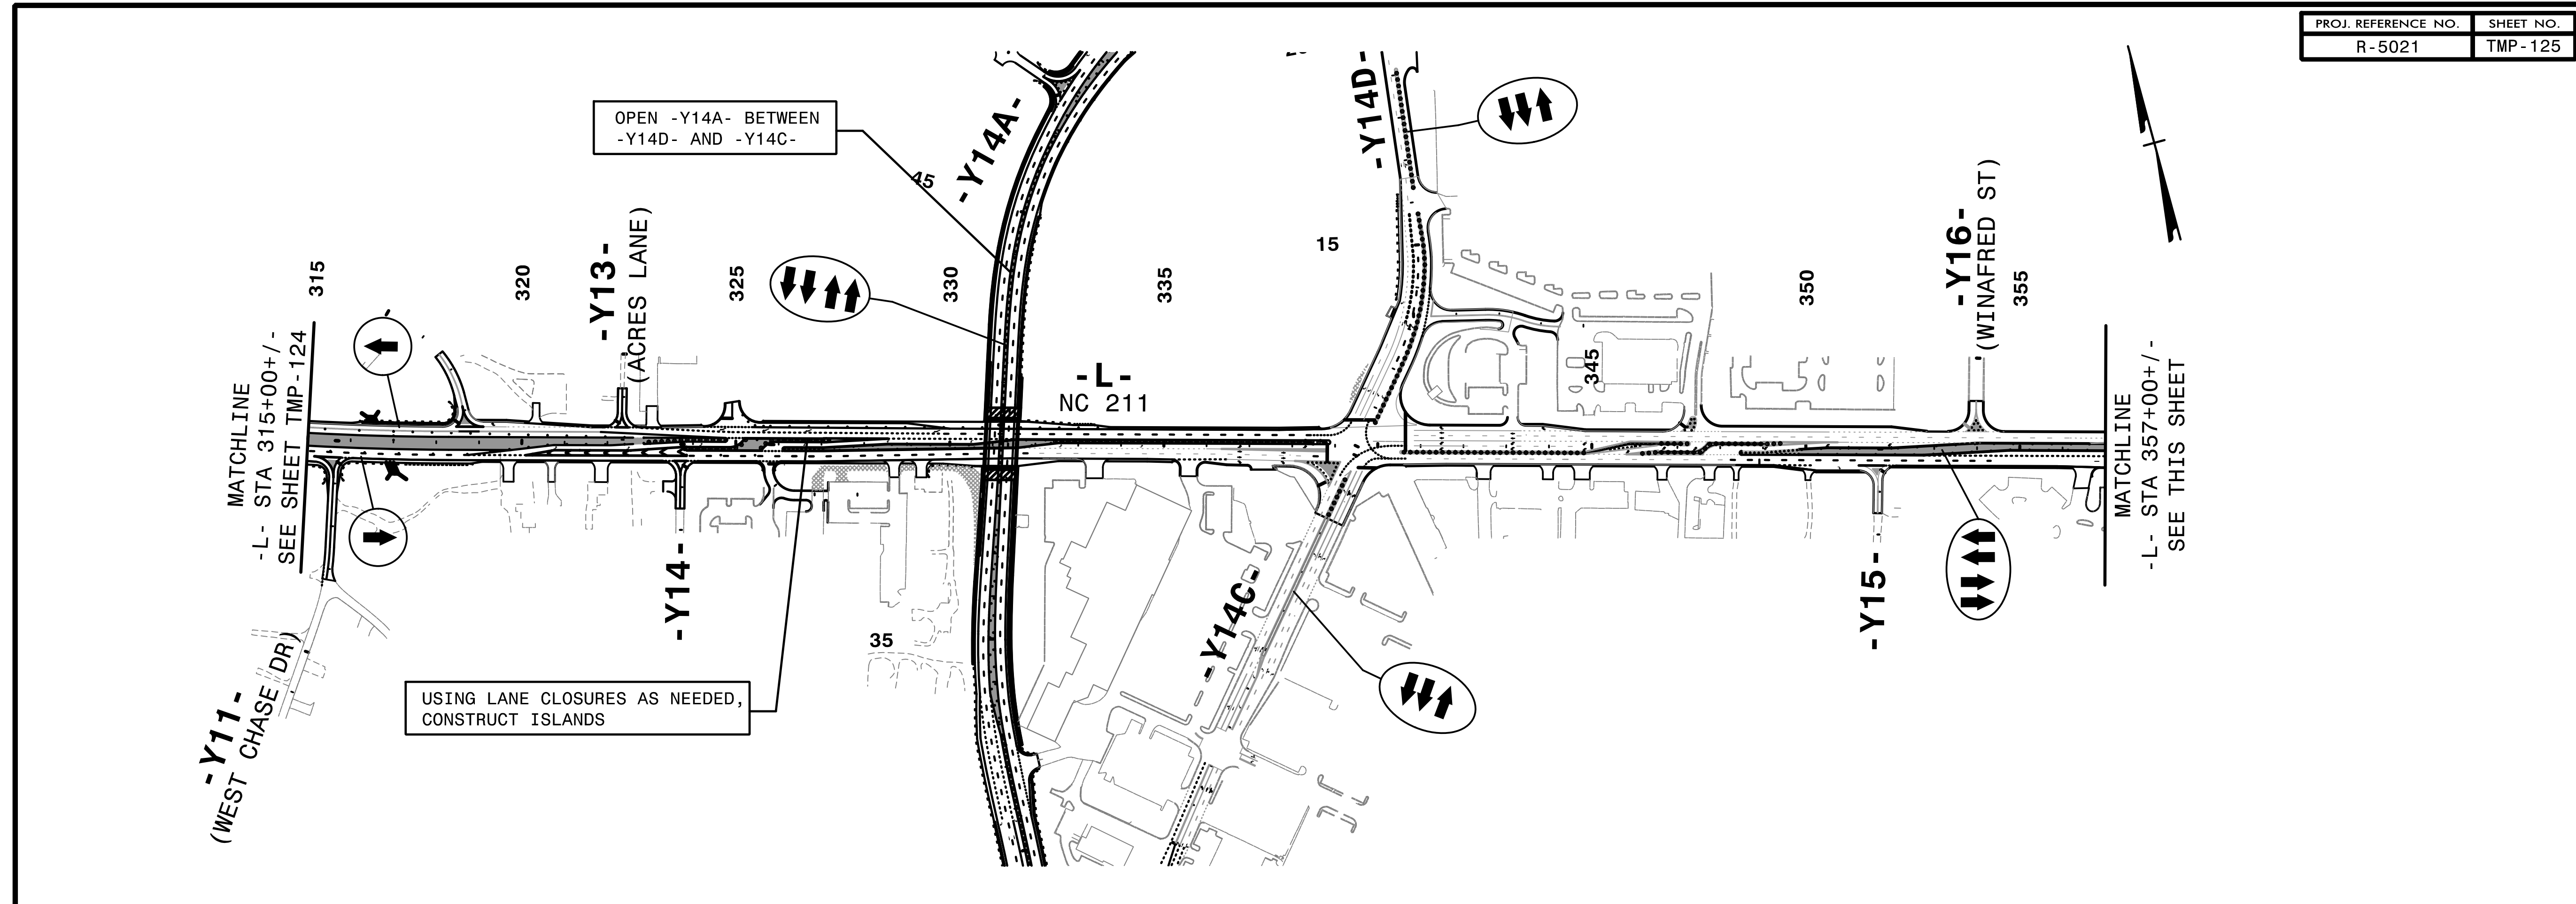 PROJ. REFERENCE NO.
SHEET NO.
R-5021
TMP-125
OPEN -Y14A- BETWEEN
-Y14D- AND -Y14C-
45
-Y14A-
-Y14D-
15
315
320
-Y13-
(ACRES LANE)
325
330
335
345
350
-Y16-
(WINAFRED ST)
355
MATCHLINE
-L- STA 315+00+/-
SEE SHEET TMP-124
-L-
NC 211
MATCHLINE
-L- STA 357+00+/-
SEE THIS SHEET
-Y14-
35
-Y14C-
-Y15-
-Y11-
(WEST CHASE DR)
USING LANE CLOSURES AS NEEDED,
CONSTRUCT ISLANDS